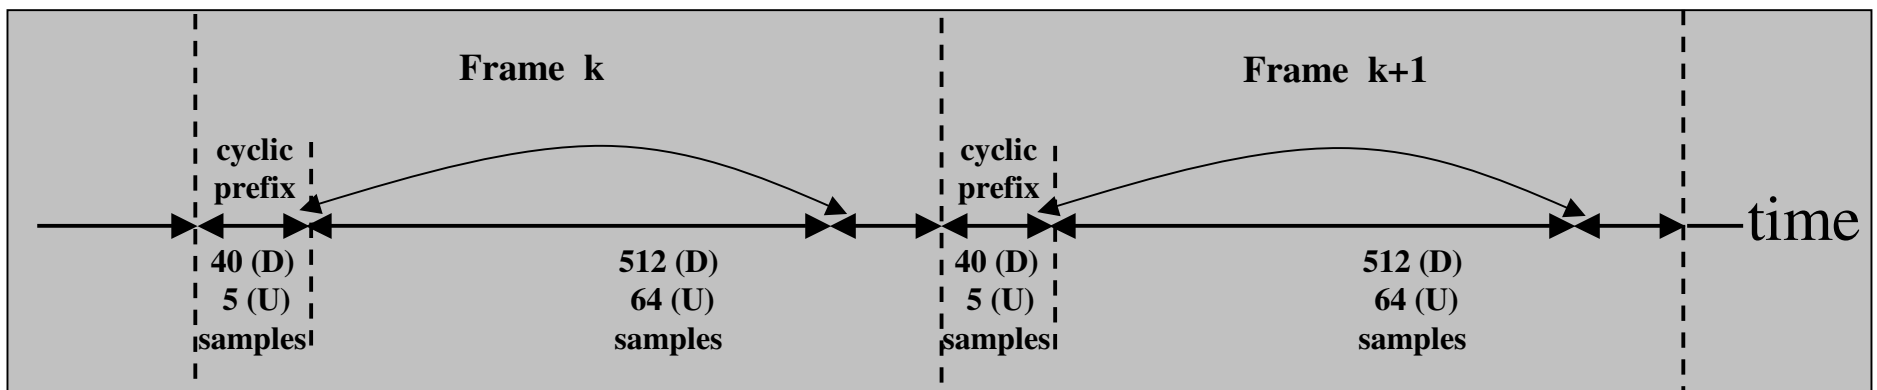 Frame k
Frame k+1
cyclic
prefix
cyclic
prefix
time
40 (D)
5 (U)
samples
512 (D)
64 (U)
samples
40 (D)
5 (U)
samples
512 (D)
64 (U)
samples